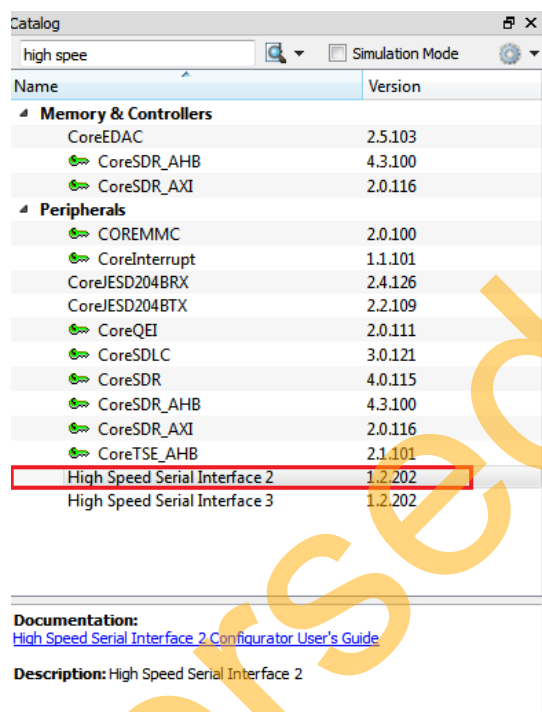 Catalog
high spee
Simulation Mode
Name Version
Memory & Controllers
CoreEDAC 2.5.103
CoreSDR_AHB 4.3.100
CoreSDR_AXI 2.0.116
Peripherals
COREMMC 2.0.100
CoreInterrupt 1.1.101
CoreJESD204BRX 2.4.126
CoreJESD204BTX 2.2.109
CoreQEI 2.0.111
CoreSDLC 3.0.121
CoreSDR 4.0.115
CoreSDR_AHB 4.3.100
CoreSDR_AXI 2.0.116
CoreTSE_AHB 2.1.101
High Speed Serial Interface 2 1.2.202
High Speed Serial Interface 3 1.2.202
Documentation:
High Speed Serial Interface 2 Configurator User's Guide
Description: High Speed Serial Interface 2